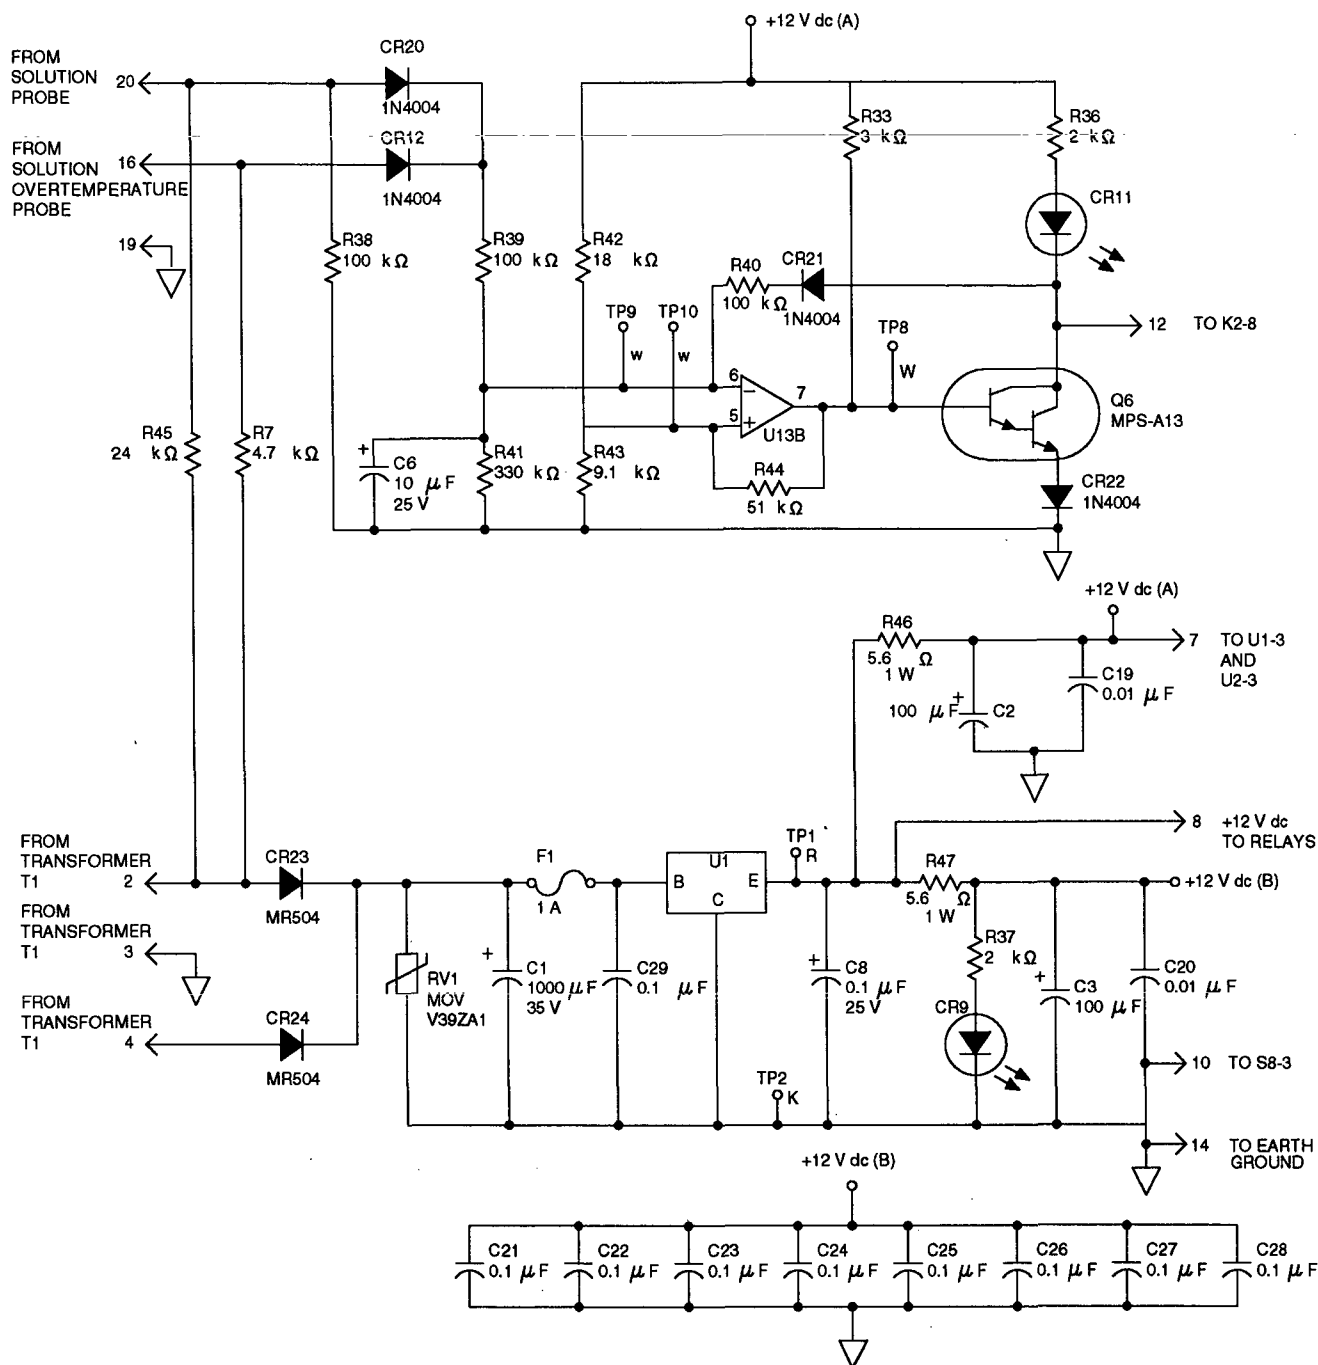 +12 V dc (A)
FROM
SOLUTION
PROBE
20
CR20
1N4004
FROM
SOLUTION
OVERTEMPERATURE
PROBE
16
CR12
1N4004
19
R33
3 kΩ
R36
2 kΩ
CR11
R38
100 kΩ
R39
100 kΩ
R42
18 kΩ
R40
100 kΩ
CR21
1N4004
TP9
w
TP10
w
TP8
W
12 TO K2-8
6
−
5
+
7
U13B
Q6
MPS-A13
R45
24 kΩ
R7
4.7 kΩ
+
C6
10 μF
25 V
R41
330 kΩ
R43
9.1 kΩ
R44
51 kΩ
CR22
1N4004
+12 V dc (A)
R46
5.6 Ω
1 W
7 TO U1-3
AND
U2-3
C19
0.01 μF
+
100 μF C2
8 +12 V dc
TO RELAYS
FROM
TRANSFORMER
T1 2
CR23
MR504
F1
1 A
U1
B E
C
TP1
R
R47
5.6 Ω
1 W
+12 V dc (B)
FROM
TRANSFORMER
T1 3
RV1
MOV
V39ZA1
+
C1
1000 μF
35 V
C29
0.1 μF
+
C8
0.1 μF
25 V
R37
2 kΩ
CR9
+
C3
100 μF
C20
0.01 μF
FROM
TRANSFORMER
T1 4
CR24
MR504
TP2
K
10 TO S8-3
14 TO EARTH
GROUND
+12 V dc (B)
C21
0.1 μF
C22
0.1 μF
C23
0.1 μF
C24
0.1 μF
C25
0.1 μF
C26
0.1 μF
C27
0.1 μF
C28
0.1 μF